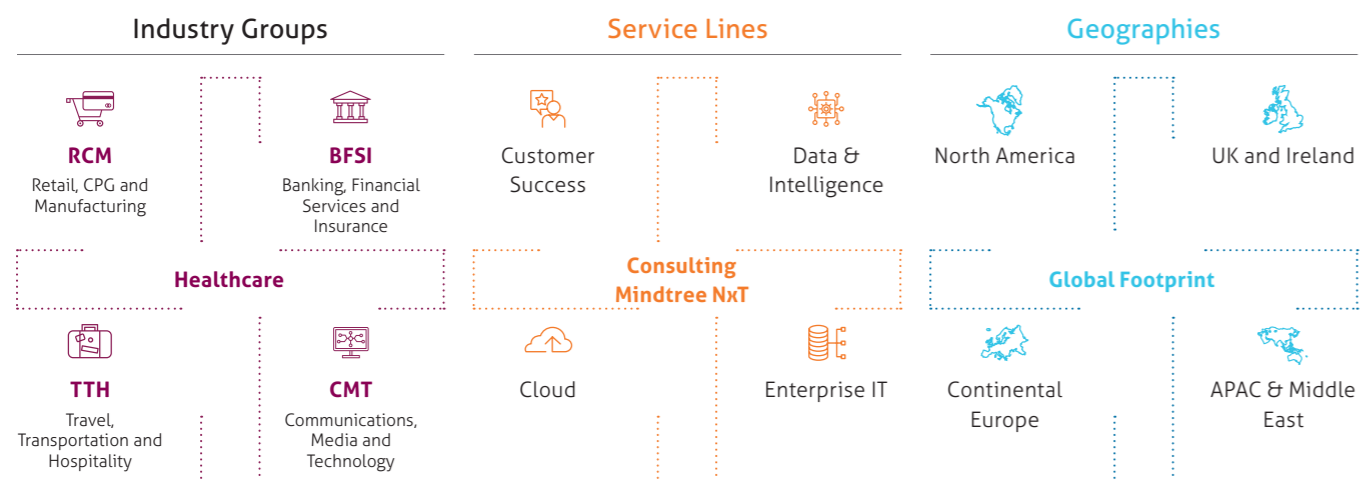 Industry Groups
RCM
Retail, CPG and
Manufacturing
BFSI
Banking, Financial
Services and
Insurance
Healthcare
TTH
Travel,
Transportation and
Hospitality
CMT
Communications,
Media and
Technology
Service Lines
Customer
Success
Data &
Intelligence
Consulting
Mindtree NxT
Cloud
Enterprise IT
Geographies
North America
UK and Ireland
Global Footprint
Continental
Europe
APAC & Middle
East